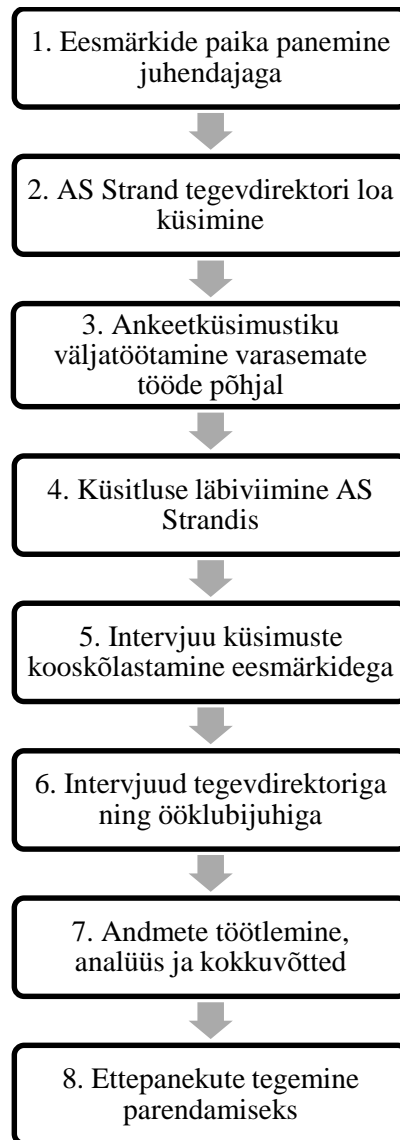 1. Eesmärkide paika panemine
juhendajaga
2. AS Strand tegevdirektori loa
küsimine
3. Ankeetküsimustiku
väljatöötamine varasemate
tööde põhjal
4. Küsitluse läbiviimine AS
Strandis
5. Intervjuu küsimuste
kooskõlastamine eesmärkidega
6. Intervjuud tegevdirektoriga
ning ööklubijuhiga
7. Andmete töötlemine,
analüüs ja kokkuvõtted
8. Ettepanekute tegemine
parendamiseks